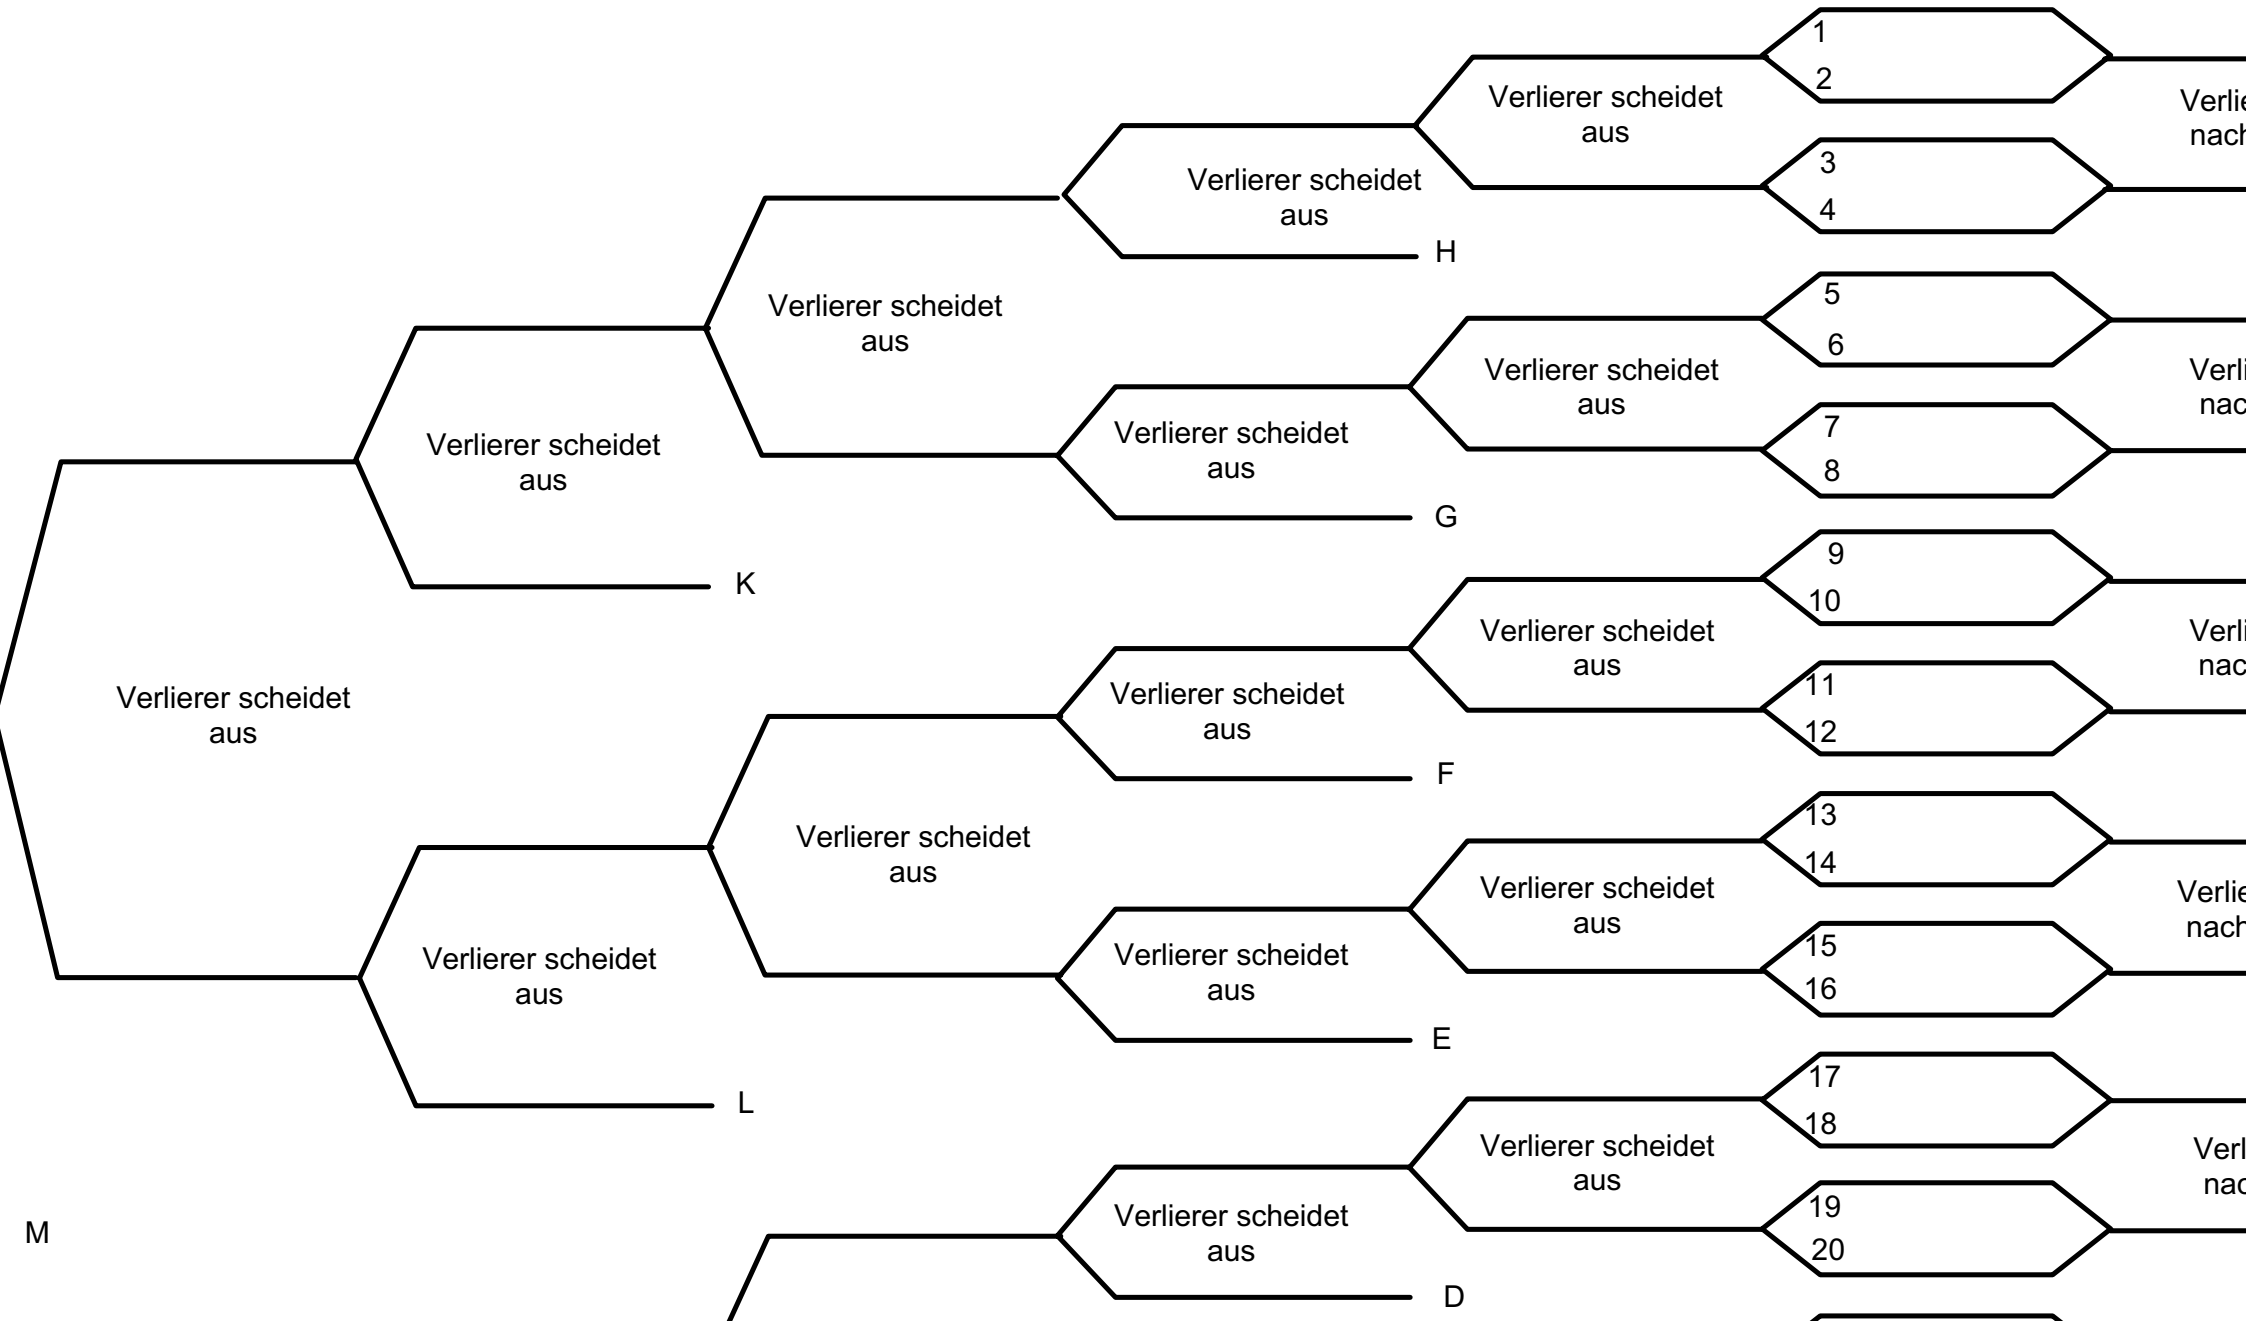 1
2
Verlierer scheidet
aus
3
4
Verlierer scheidet
aus
H
5
6
Verlierer scheidet
aus
Verlierer scheidet
aus
7
8
Verlierer scheidet
aus
Verlierer scheidet
aus
G
9
10
K
Verlierer scheidet
aus
11
12
Verlierer scheidet
aus
Verlierer scheidet
aus
F
13
14
Verlierer scheidet
aus
Verlierer scheidet
aus
15
16
Verlierer scheidet
aus
Verlierer scheidet
aus
E
17
18
L
Verlierer scheidet
aus
19
20
Verlierer scheidet
aus
M
D